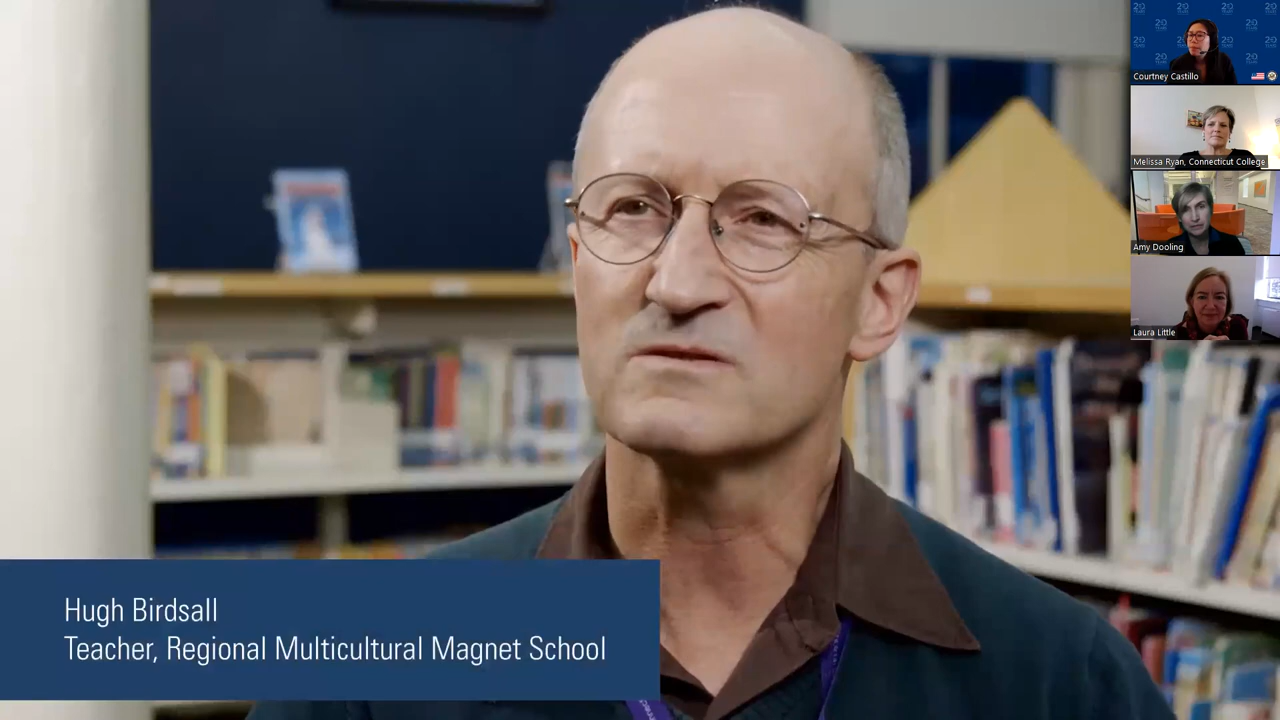 Hugh Birdsall
Teacher, Regional Multicultural Magnet School
Courtney Castillo
Melissa Ryan, Connecticut College
Amy Dooling
Laura Little